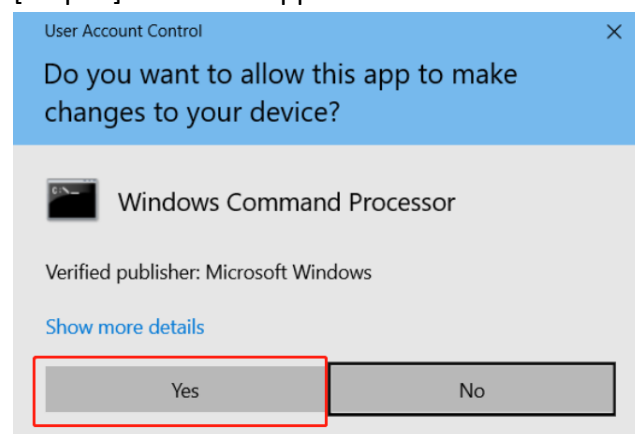 User Account Control
Do you want to allow this app to make
changes to your device?
C:\_
Windows Command Processor
Verified publisher: Microsoft Windows
Show more details
Yes
No